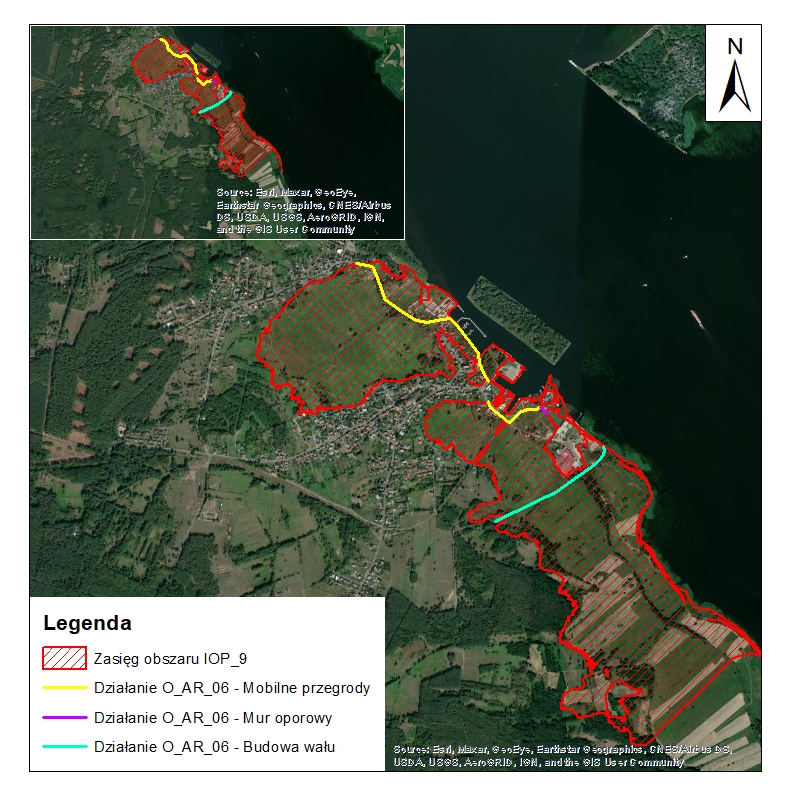 Source: Esri, Maxar, GeoEye,
Earthstar Geographics, CNES/Airbus
DS, USDA, USGS, AeroGRID, IGN,
and the GIS User Community
N
Legenda
Zasięg obszaru IOP_9
Działanie O_AR_06 - Mobilne przegrody
Działanie O_AR_06 - Mur oporowy
Działanie O_AR_06 - Budowa wału
Source: Esri, Maxar, GeoEye, Earthstar Geographics, CNES/Airbus DS,
USDA, USGS, AeroGRID, IGN, and the GIS User Community